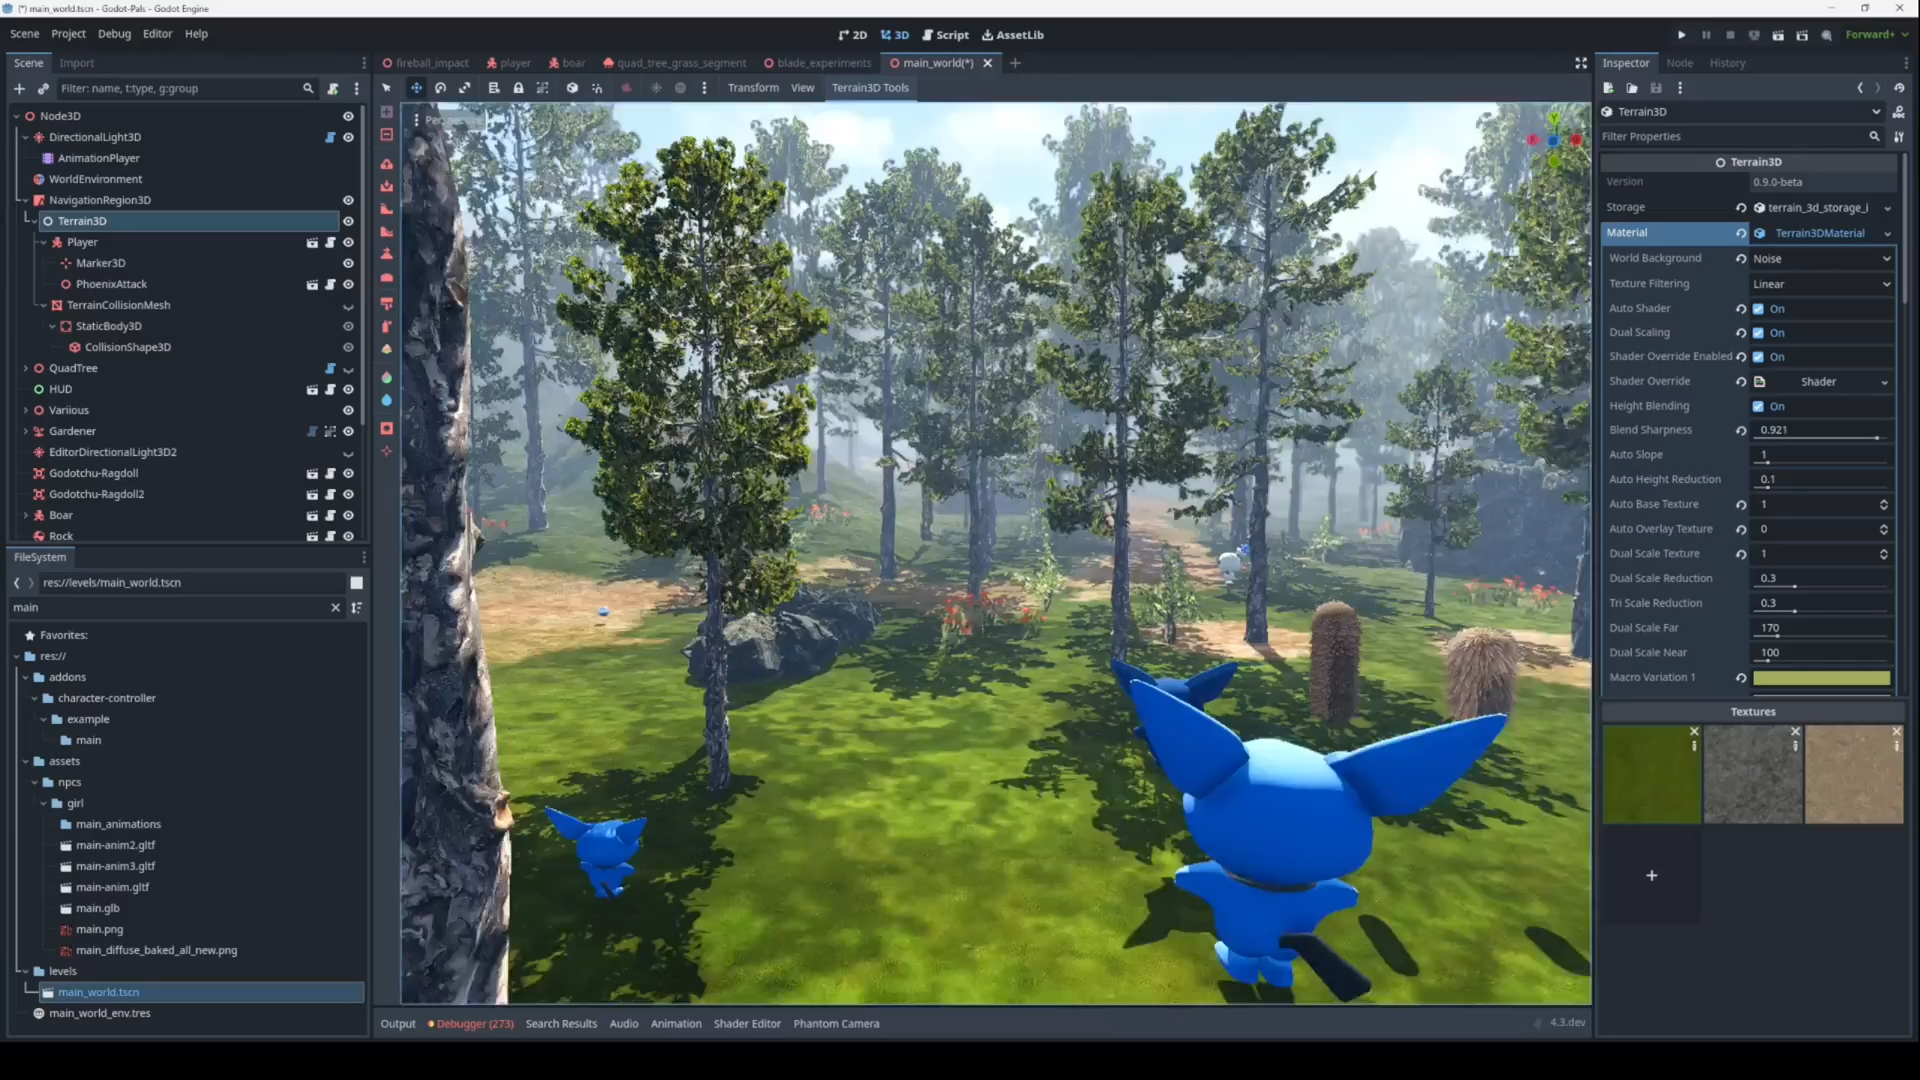 (*) main_world.tscn - Godot-Pals - Godot Engine
Scene Project Debug Editor Help
2D 3D Script AssetLib
Forward+
Scene Import
fireball_impact player boar quad_tree_grass_segment blade_experiments main_world(*)
Inspector Node History
Filter: name, t:type, g:group
Transform View Terrain3D Tools
Node3D
DirectionalLight3D
AnimationPlayer
WorldEnvironment
NavigationRegion3D
Terrain3D
Player
Marker3D
PhoenixAttack
TerrainCollisionMesh
StaticBody3D
CollisionShape3D
QuadTree
HUD
Variious
Gardener
EditorDirectionalLight3D2
Godotchu-Ragdoll
Godotchu-Ragdoll2
Boar
Rock
FileSystem
res://levels/main_world.tscn
main
Favorites:
res://
addons
character-controller
example
main
assets
npcs
girl
main_animations
main-anim2.gltf
main-anim3.gltf
main-anim.gltf
main.glb
main.png
main_diffuse_baked_all_new.png
levels
main_world.tscn
main_world_env.tres
Y
Output Debugger (273) Search Results Audio Animation Shader Editor Phantom Camera
4.3.dev
Terrain3D
Filter Properties
Terrain3D
Version 0.9.0-beta
Storage terrain_3d_storage_i
Material Terrain3DMaterial
World Background Noise
Texture Filtering Linear
Auto Shader On
Dual Scaling On
Shader Override Enabled On
Shader Override Shader
Height Blending On
Blend Sharpness 0.921
Auto Slope 1
Auto Height Reduction 0.1
Auto Base Texture 1
Auto Overlay Texture 0
Dual Scale Texture 1
Dual Scale Reduction 0.3
Tri Scale Reduction 0.3
Dual Scale Far 170
Dual Scale Near 100
Macro Variation 1
Textures